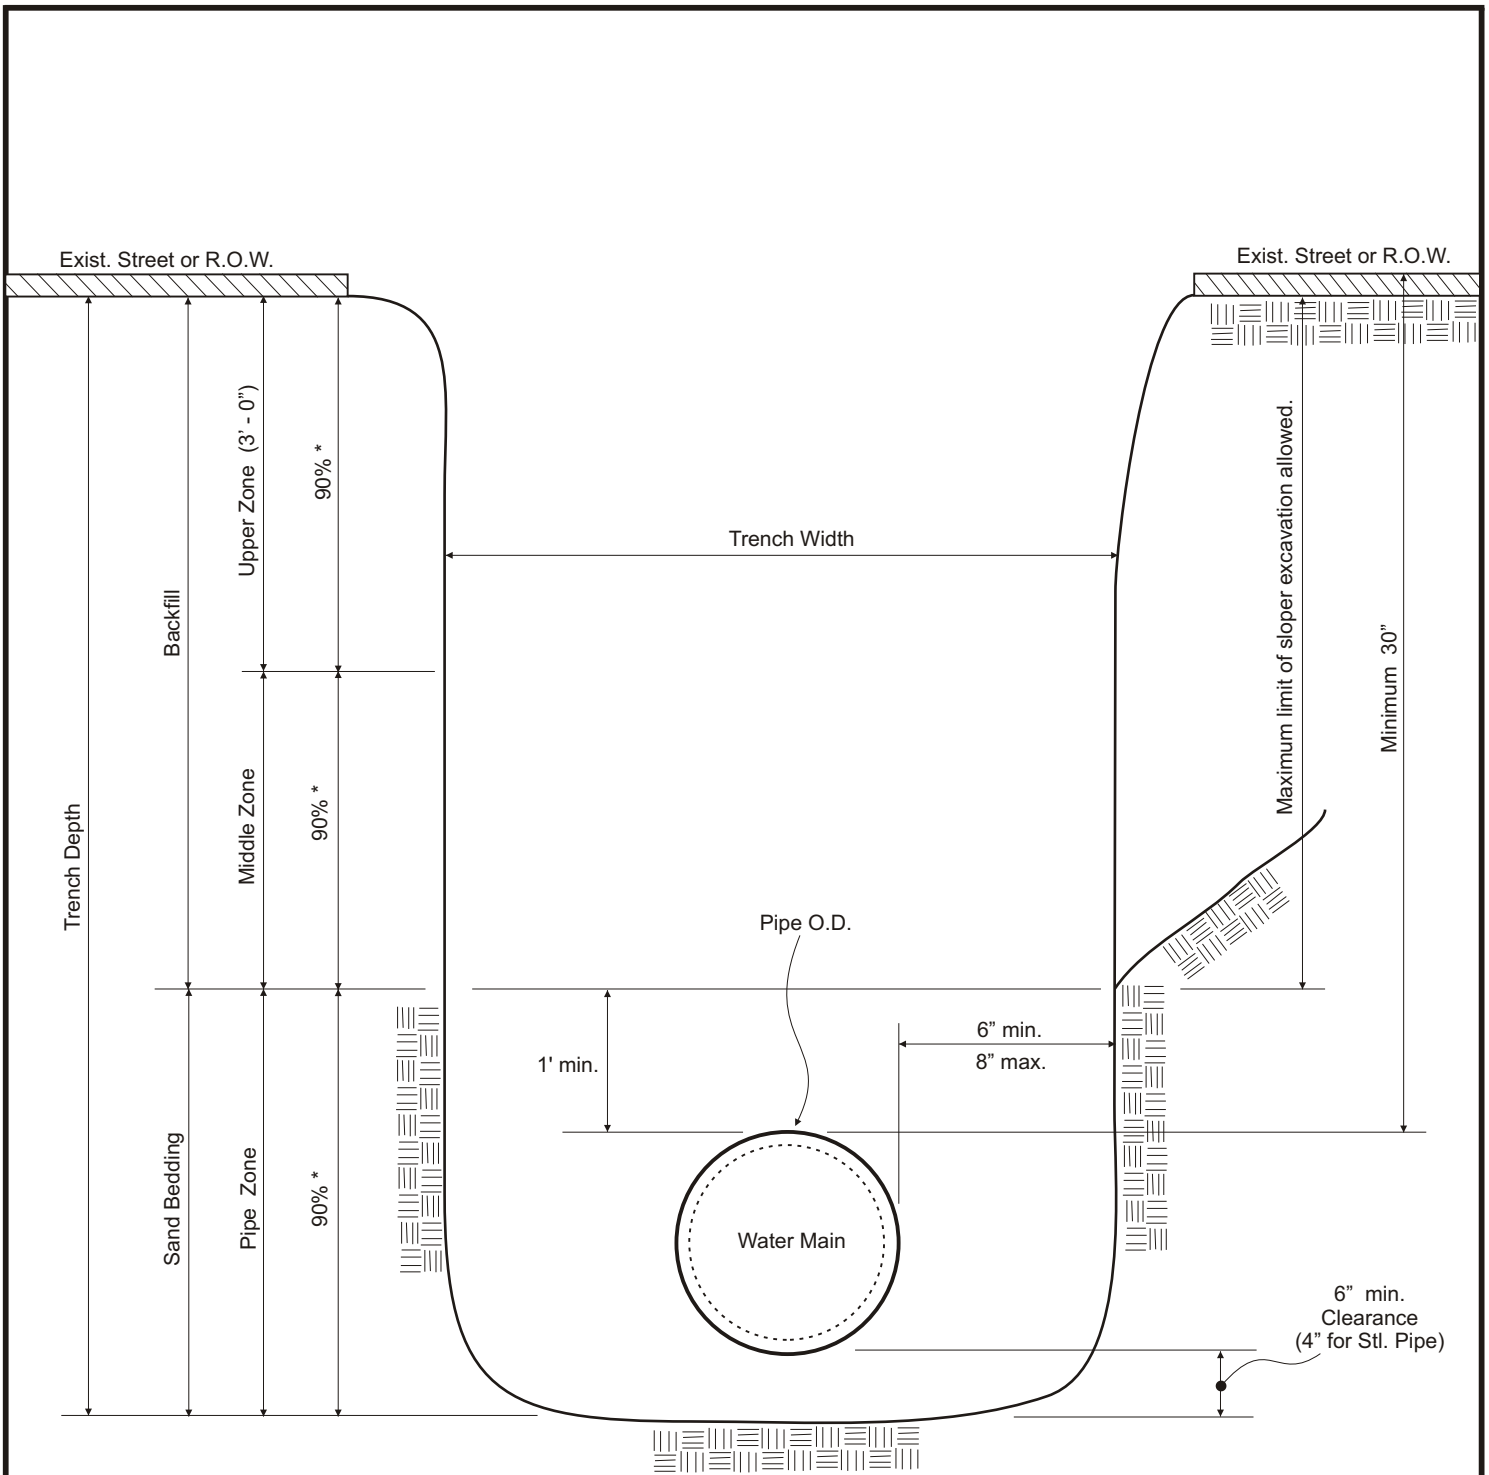 Exist. Street or R.O.W.
Exist. Street or R.O.W.
Trench Depth
Backfill
Upper Zone (3' - 0”)
90% *
Trench Width
Maximum limit of sloper excavation allowed.
Minimum 30”
Middle Zone
90% *
Pipe O.D.
1' min.
6” min.
8” max.
Sand Bedding
Pipe Zone
90% *
Water Main
6” min.
Clearance
(4” for Stl. Pipe)